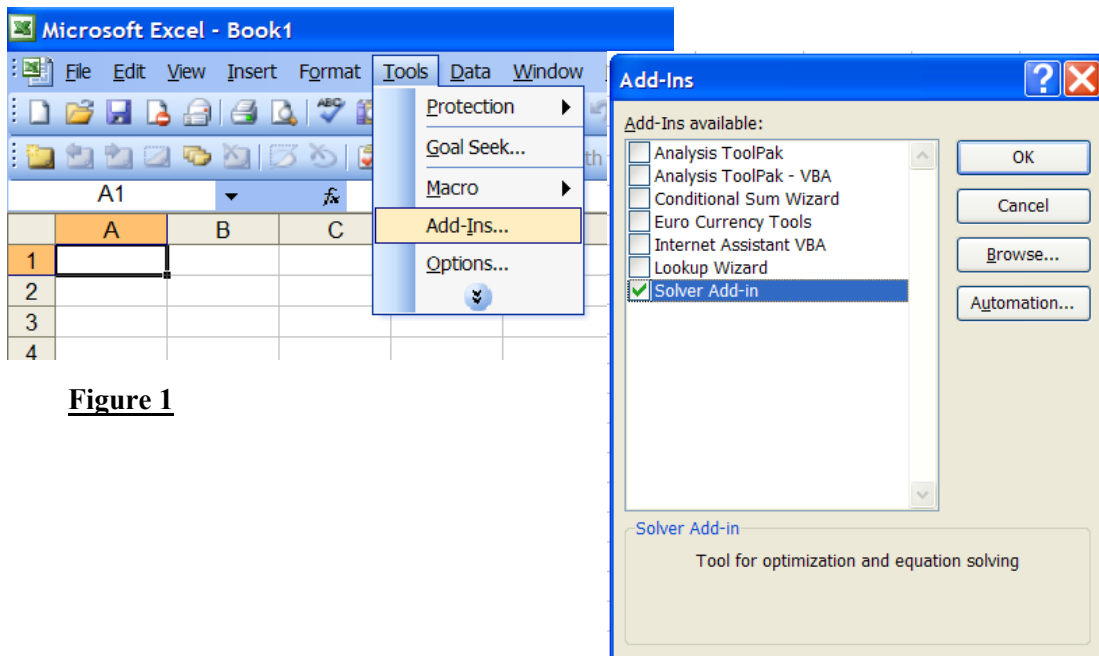 Microsoft Excel - Book1
File Edit View Insert Format Tools Data Window
ABC
A1 fx
A B C
1
2
3
4
Protection
Goal Seek...
Macro
Add-Ins...
Options...
th
Figure 1
Add-Ins
Add-Ins available:
Analysis ToolPak
Analysis ToolPak - VBA
Conditional Sum Wizard
Euro Currency Tools
Internet Assistant VBA
Lookup Wizard
Solver Add-in
OK
Cancel
Browse...
Automation...
Solver Add-in
Tool for optimization and equation solving